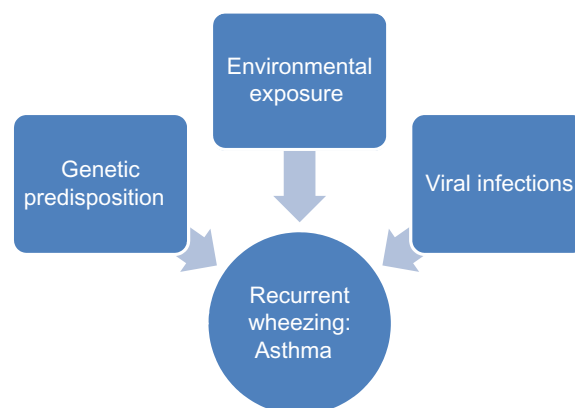 Environmental
exposure
Genetic
predisposition
Viral infections
Recurrent
wheezing:
Asthma